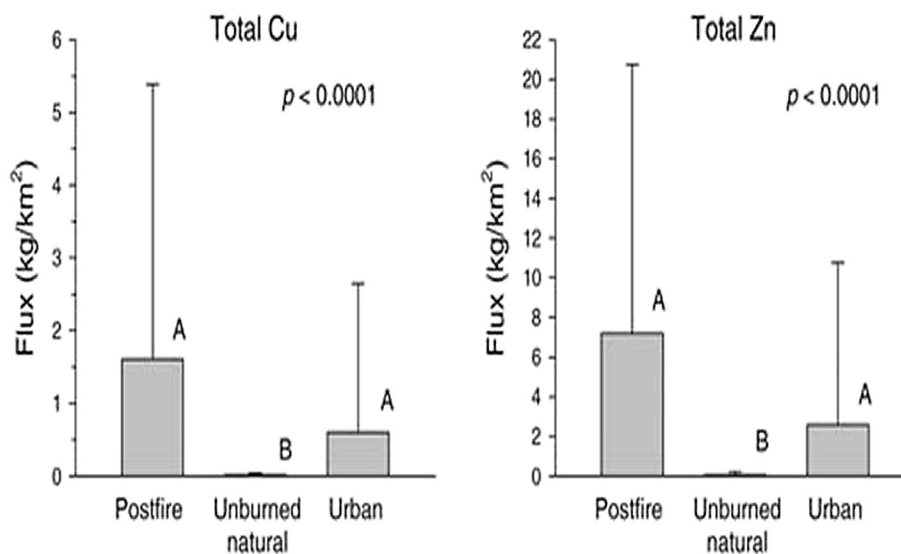 Total Cu
Flux (kg/km²)
6
5
4
3
2
1
0
p < 0.0001
A
B
A
Postfire
Unburned
natural
Urban
Total Zn
Flux (kg/km²)
22
20
18
16
14
12
10
8
6
4
2
0
p < 0.0001
A
B
A
Postfire
Unburned
natural
Urban